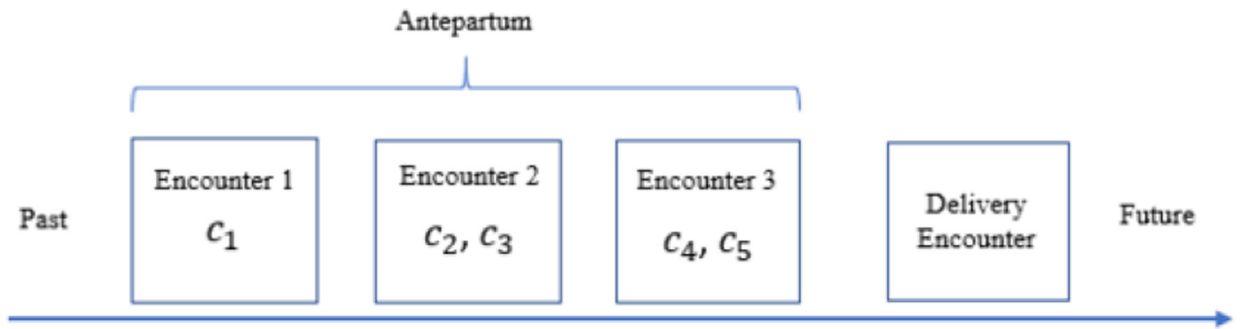 Antepartum
Past
Encounter 1
c₁
Encounter 2
c₂, c₃
Encounter 3
c₄, c₅
Delivery
Encounter
Future